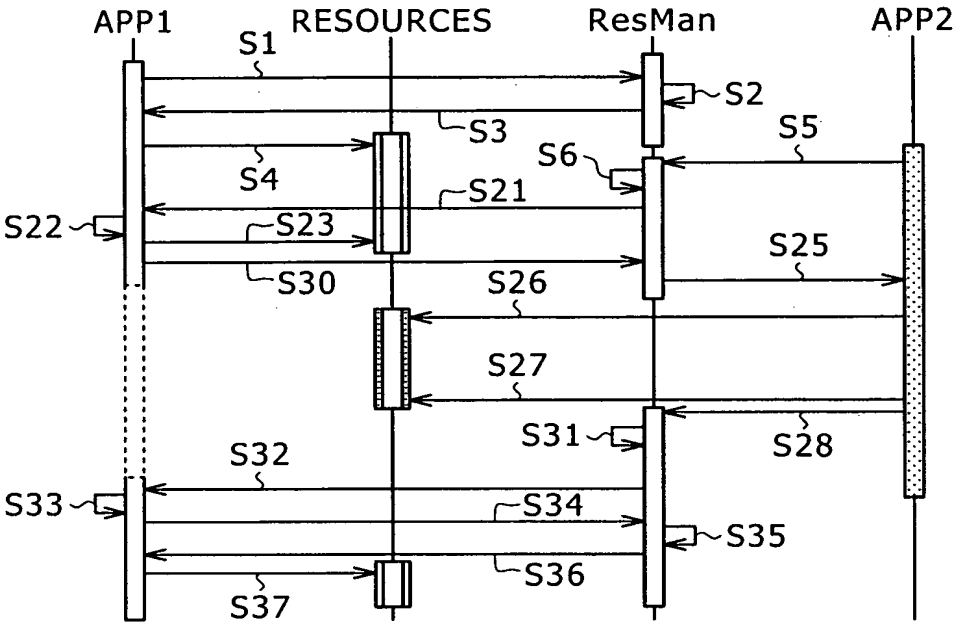 APP1 RESOURCES ResMan APP2
S1
S2
S3
S5
S4
S6
S21
S22
S23
S30
S25
S26
S27
S28
S31
S32
S33
S34
S35
S36
S37